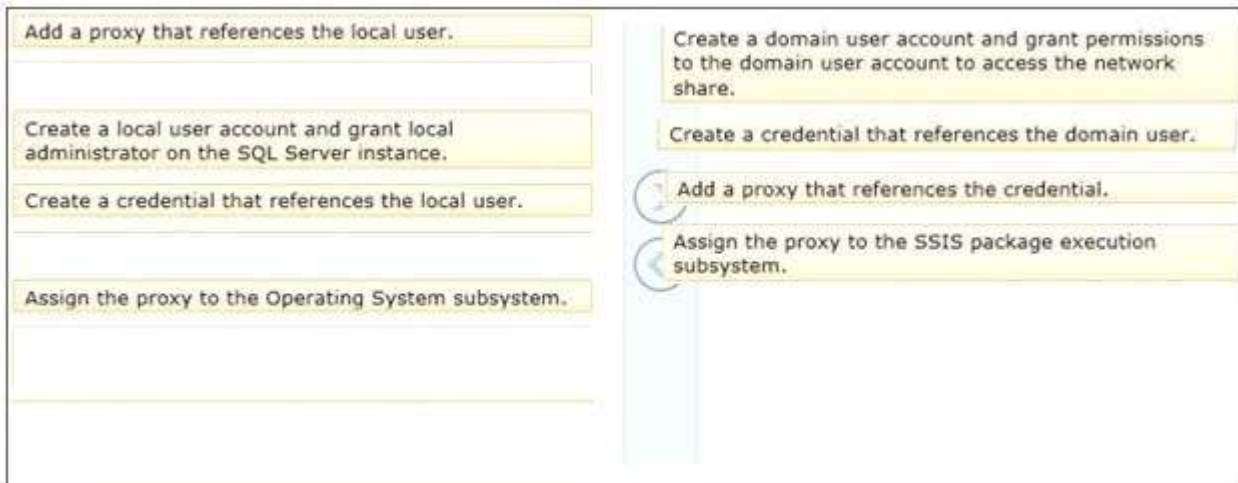 Add a proxy that references the local user.
Create a local user account and grant local
administrator on the SQL Server instance.
Create a credential that references the local user.
Assign the proxy to the Operating System subsystem.
Create a domain user account and grant permissions
to the domain user account to access the network
share.
Create a credential that references the domain user.
Add a proxy that references the credential.
Assign the proxy to the SSIS package execution
subsystem.